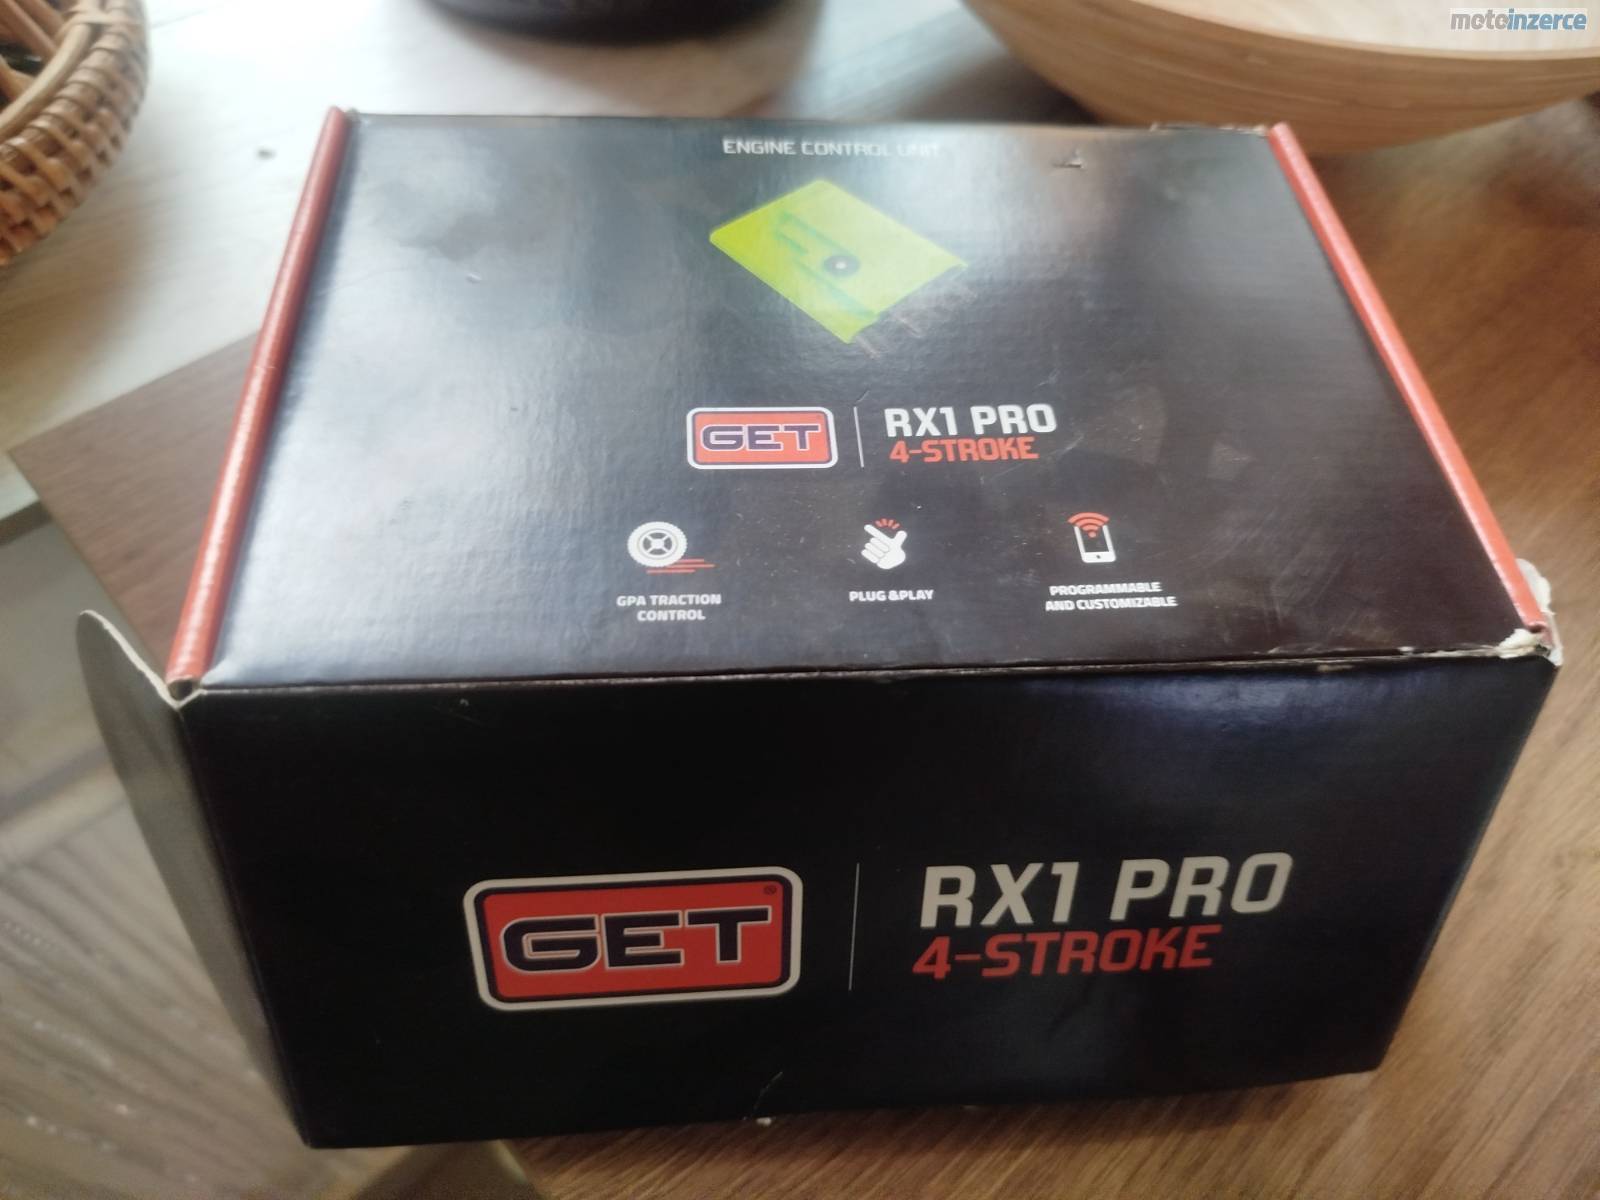 motoinzerce
ENGINE CONTROL UNIT
GET
RX1 PRO
4-STROKE
GPA TRACTION
CONTROL
PLUG &PLAY
PROGRAMMABLE
AND CUSTOMIZABLE
GET®
RX1 PRO
4-STROKE